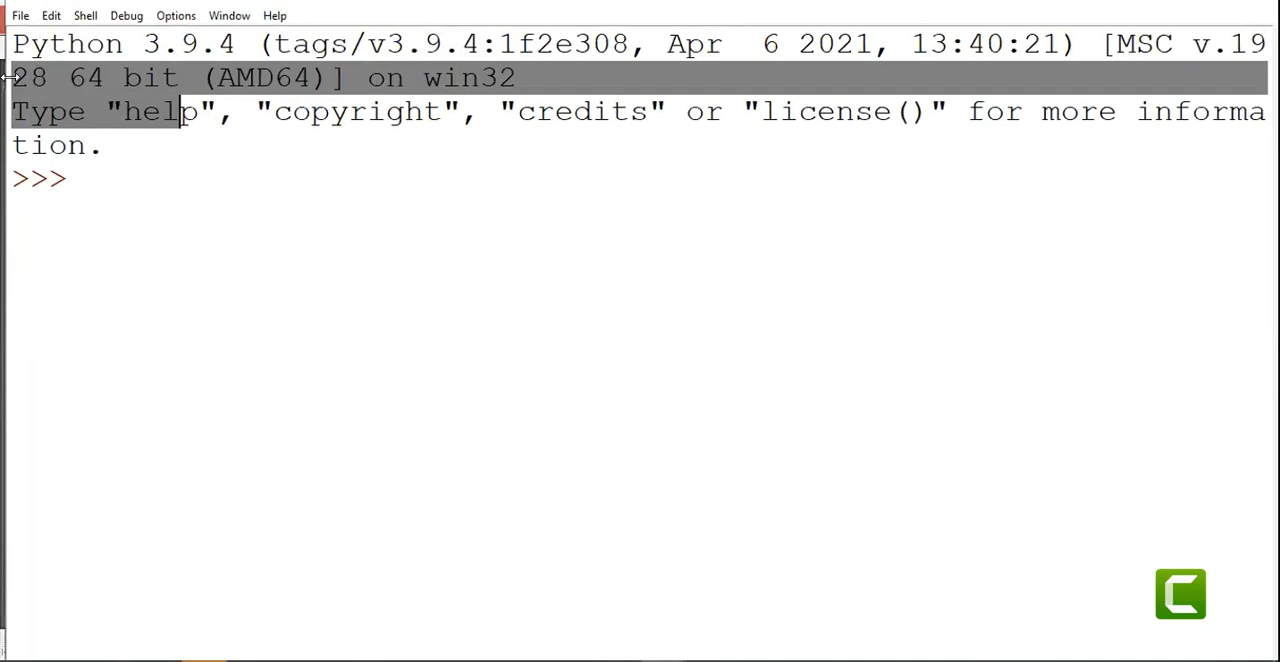 File Edit Shell Debug Options Window Help
Python 3.9.4 (tags/v3.9.4:1f2e308, Apr  6 2021, 13:40:21) [MSC v.19
28 64 bit (AMD64)] on win32
Type "help", "copyright", "credits" or "license()" for more informa
tion.
>>>